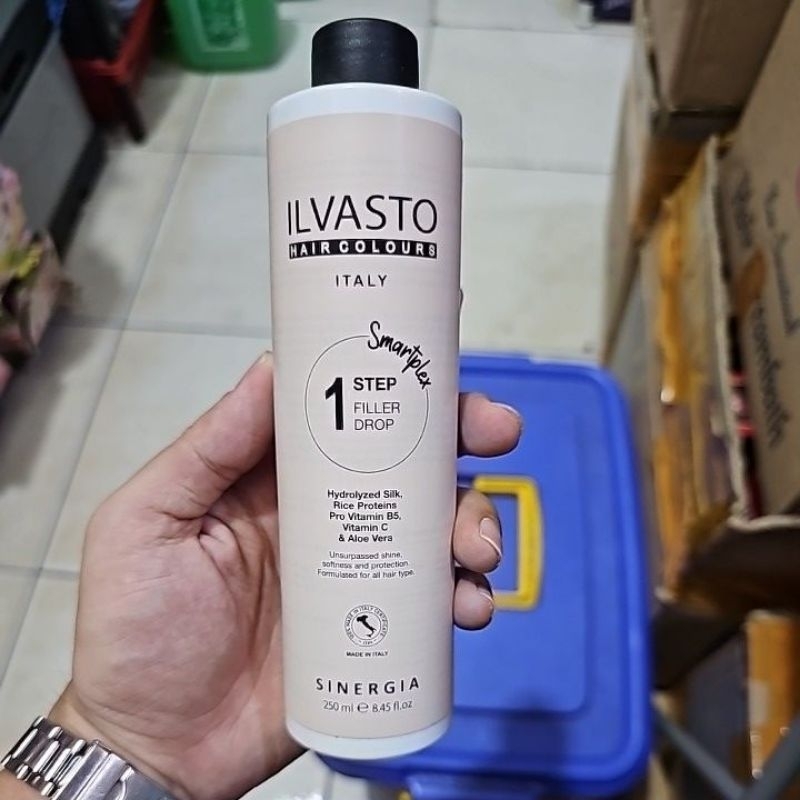 ILVASTO
HAIR COLOURS
ITALY
Smartplex
1 STEP
FILLER
DROP
Hydrolyzed Silk,
Rice Proteins
Pro Vitamin B5,
Vitamin C
& Aloe Vera
Unsurpassed shine,
softness and protection.
Formulated for all hair type.
MADE IN ITALY
SINERGIA
250 ml ℮ 8.45 fl.oz